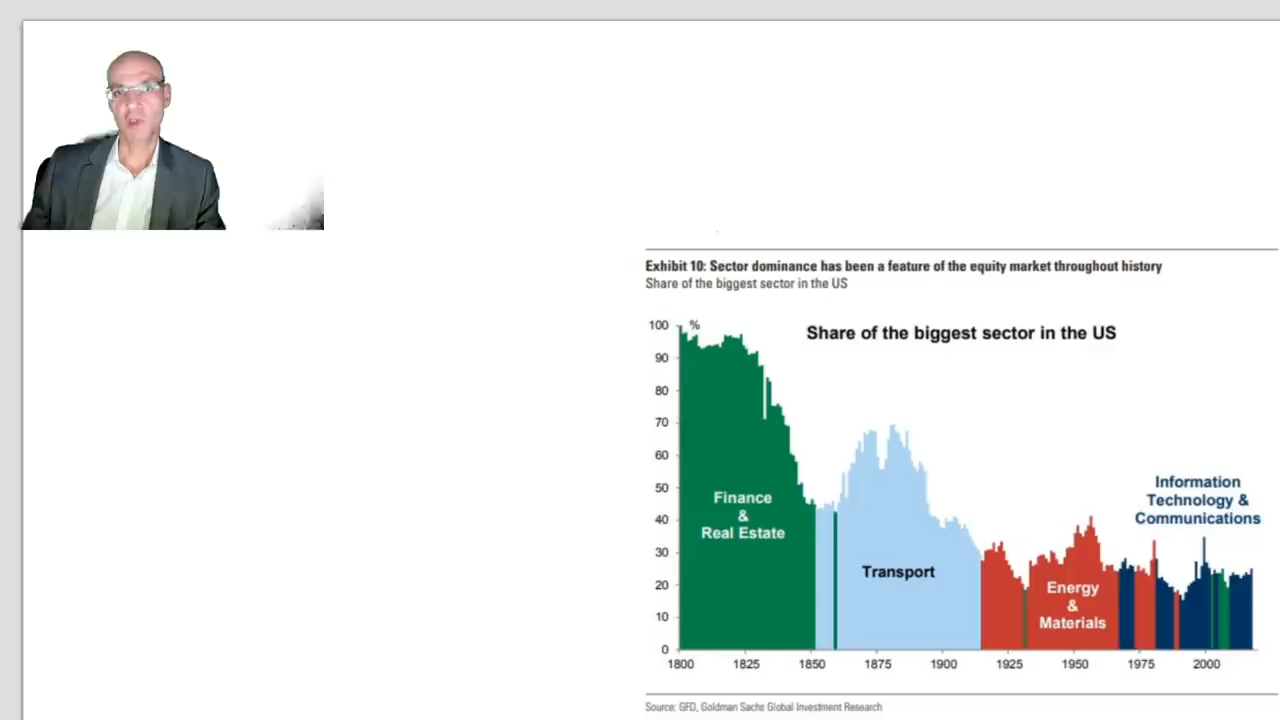 Exhibit 10: Sector dominance has been a feature of the equity market throughout history
Share of the biggest sector in the US
100 %
Share of the biggest sector in the US
90
80
70
60
50
40
30
20
10
0
Finance
&
Real Estate
Transport
Energy
&
Materials
Information
Technology &
Communications
1800 1825 1850 1875 1900 1925 1950 1975 2000
Source: GFD, Goldman Sachs Global Investment Research